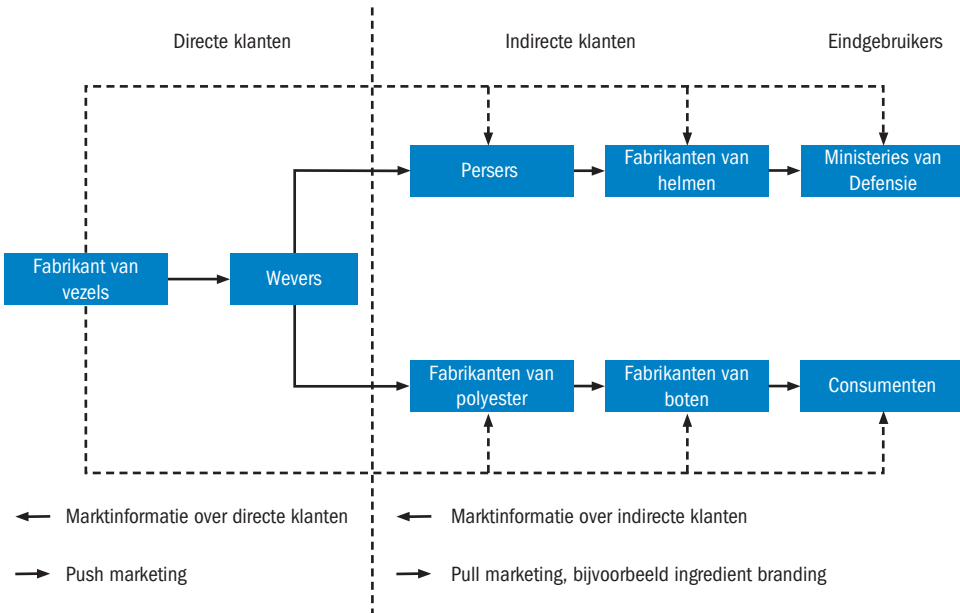 Directe klanten
Indirecte klanten
Eindgebruikers
Persers
Fabrikanten van
helmen
Ministeries van
Defensie
Fabrikant van
vezels
Wevers
Fabrikanten van
polyester
Fabrikanten van
boten
Consumenten
Marktinformatie over directe klanten
Marktinformatie over indirecte klanten
Push marketing
Pull marketing, bijvoorbeeld ingredient branding